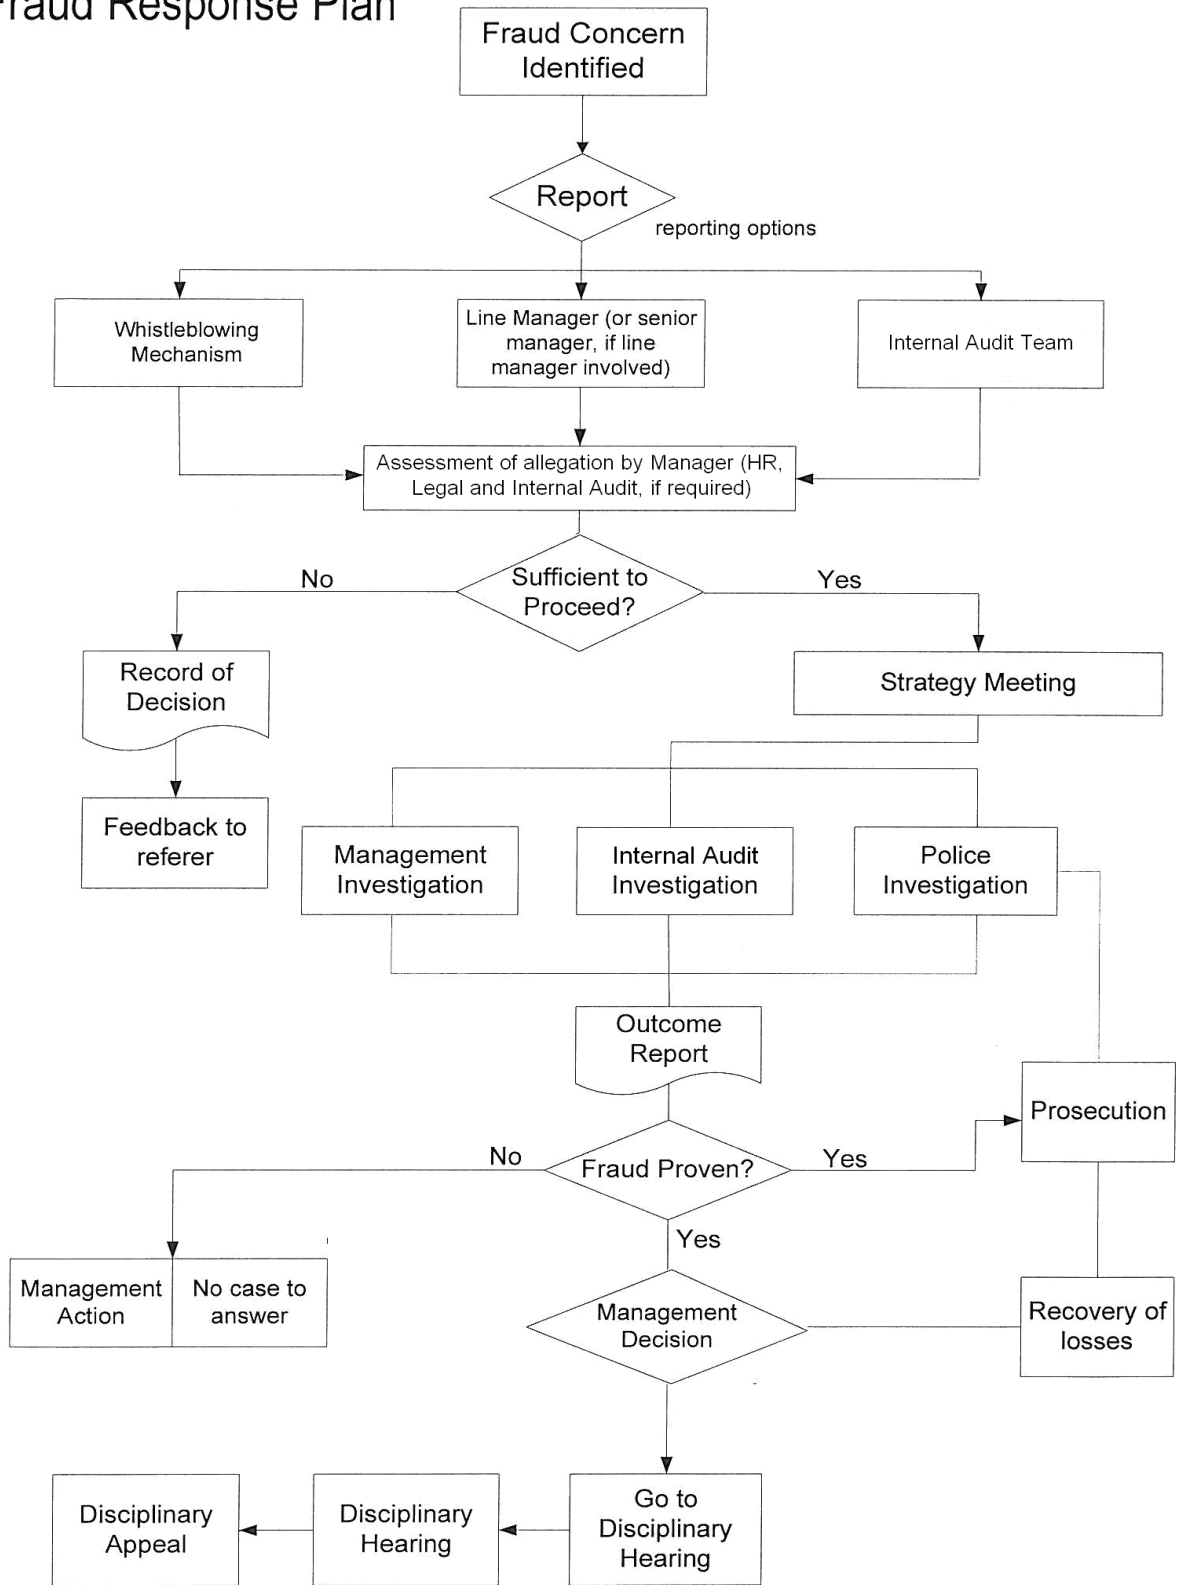 Fraud Response Plan
Fraud Concern
Identified
Report
reporting options
Whistleblowing
Mechanism
Line Manager (or senior
manager, if line
manager involved)
Internal Audit Team
Assessment of allegation by Manager (HR,
Legal and Internal Audit, if required)
No
Sufficient to
Proceed?
Yes
Record of
Decision
Strategy Meeting
Feedback to
referer
Management
Investigation
Internal Audit
Investigation
Police
Investigation
Outcome
Report
Prosecution
No
Fraud Proven?
Yes
Yes
Management
Action
No case to
answer
Management
Decision
Recovery of
losses
Disciplinary
Appeal
Disciplinary
Hearing
Go to
Disciplinary
Hearing